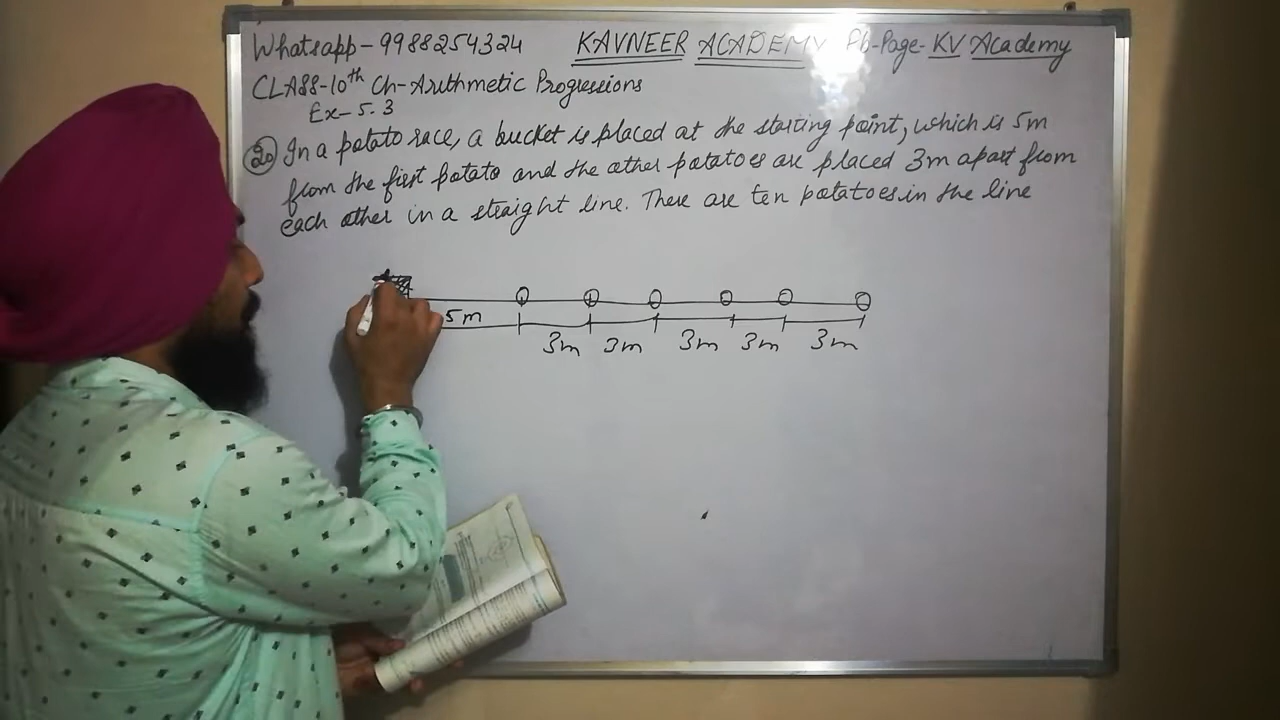 Whatsapp-9988254324 KAVNEER ACADEMY Fb-Page-KV Academy
CLASS-10th Ch-Arithmetic Progressions
Ex-5.3
20 In a potato race, a bucket is placed at the starting point, which is 5m
from the first potato and the other potatoes are placed 3m apart from
each other in a straight line. There are ten potatoes in the line
5m
3m 3m 3m 3m 3m